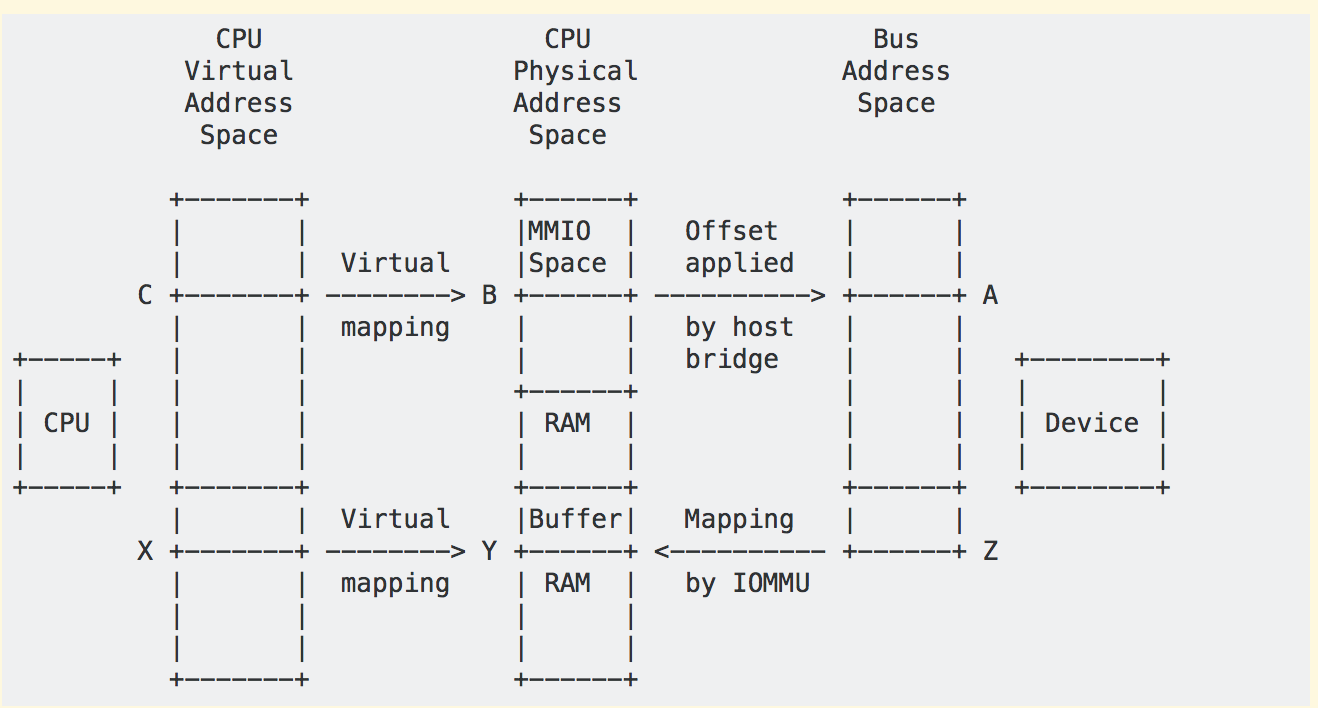 CPU                  CPU                  Bus
             Virtual              Physical             Address
             Address              Address               Space
              Space                Space

            +-------+             +------+             +------+
            |       |             |MMIO  |   Offset    |      |
            |       |  Virtual    |Space |   applied   |      |
          C +-------+ --------> B +------+ ----------> +------+ A
            |       |  mapping    |      |   by host   |      |
  +-----+   |       |             |      |   bridge    |      |   +--------+
  |     |   |       |             +------+             |      |   |        |
  | CPU |   |       |             | RAM  |             |      |   | Device |
  |     |   |       |             |      |             |      |   |        |
  +-----+   +-------+             +------+             +------+   +--------+
            |       |  Virtual    |Buffer|   Mapping   |      |
          X +-------+ --------> Y +------+ <---------- +------+ Z
            |       |  mapping    | RAM  |   by IOMMU
            |       |             |      |
            |       |             |      |
            +-------+             +------+